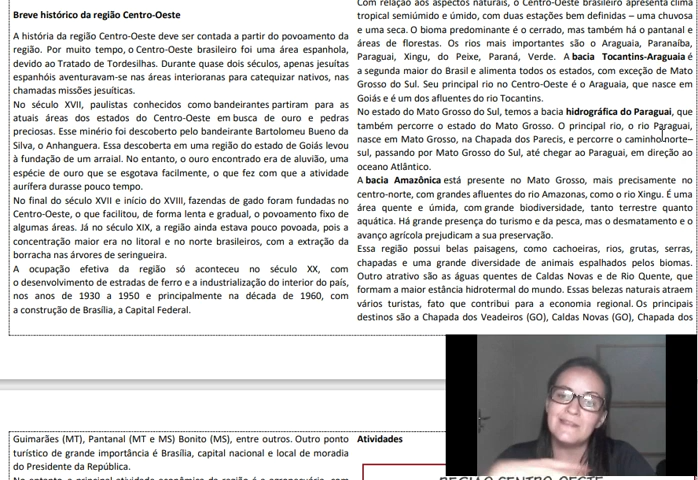 Breve histórico da região Centro-Oeste
A história da região Centro-Oeste deve ser contada a partir do povoamento da
região. Por muito tempo, o Centro-Oeste brasileiro foi uma área espanhola,
devido ao Tratado de Tordesilhas. Durante quase dois séculos, apenas jesuítas
espanhóis aventuravam-se nas áreas interioranas para catequizar nativos, nas
chamadas missões jesuíticas.
No século XVII, paulistas conhecidos como bandeirantes partiram para as
atuais áreas dos estados do Centro-Oeste em busca de ouro e pedras
preciosas. Esse minério foi descoberto pelo bandeirante Bartolomeu Bueno da
Silva, o Anhanguera. Essa descoberta em uma região do estado de Goiás levou
à fundação de um arraial. No entanto, o ouro encontrado era de aluvião, uma
espécie de ouro que se esgotava facilmente, o que fez com que a atividade
aurífera durasse pouco tempo.
No final do século XVII e início do XVIII, fazendas de gado foram fundadas no
Centro-Oeste, o que facilitou, de forma lenta e gradual, o povoamento fixo de
algumas áreas. Já no século XIX, a região ainda estava pouco povoada, pois a
concentração maior era no litoral e no norte brasileiros, com a extração da
borracha nas árvores de seringueira.
A ocupação efetiva da região só aconteceu no século XX, com
o desenvolvimento de estradas de ferro e a industrialização do interior do país,
nos anos de 1930 a 1950 e principalmente na década de 1960, com
a construção de Brasília, a Capital Federal.
Com relação aos aspectos naturais, o Centro-Oeste brasileiro apresenta clima
tropical semiúmido e úmido, com duas estações bem definidas – uma chuvosa
e uma seca. O bioma predominante é o cerrado, mas também há o pantanal e
áreas de florestas. Os rios mais importantes são o Araguaia, Paranaíba,
Paraguai, Xingu, do Peixe, Paraná, Verde. A bacia Tocantins-Araguaia é
a segunda maior do Brasil e alimenta todos os estados, com exceção de Mato
Grosso do Sul. Seu principal rio no Centro-Oeste é o Araguaia, que nasce em
Goiás e é um dos afluentes do rio Tocantins.
No estado do Mato Grosso do Sul, temos a bacia hidrográfica do Paraguai, que
também percorre o estado do Mato Grosso. O principal rio, o rio Paraguai,
nasce em Mato Grosso, na Chapada dos Parecis, e percorre o caminho norte–
sul, passando por Mato Grosso do Sul, até chegar ao Paraguai, em direção ao
oceano Atlântico.
A bacia Amazônica está presente no Mato Grosso, mais precisamente no
centro-norte, com grandes afluentes do rio Amazonas, como o rio Xingu. É uma
área quente e úmida, com grande biodiversidade, tanto terrestre quanto
aquática. Há grande presença do turismo e da pesca, mas o desmatamento e o
avanço agrícola prejudicam a sua preservação.
Essa região possui belas paisagens, como cachoeiras, rios, grutas, serras,
chapadas e uma grande diversidade de animais espalhados pelos biomas.
Outro atrativo são as águas quentes de Caldas Novas e de Rio Quente, que
formam a maior estância hidrotermal do mundo. Essas belezas naturais atraem
vários turistas, fato que contribui para a economia regional. Os principais
destinos são a Chapada dos Veadeiros (GO), Caldas Novas (GO), Chapada dos
Guimarães (MT), Pantanal (MT e MS) Bonito (MS), entre outros. Outro ponto
turístico de grande importância é Brasília, capital nacional e local de moradia
do Presidente da República.
No entanto, a principal atividade econômica da região é a agropecuária, com
Atividades
REGIÃO CENTRO-OESTE